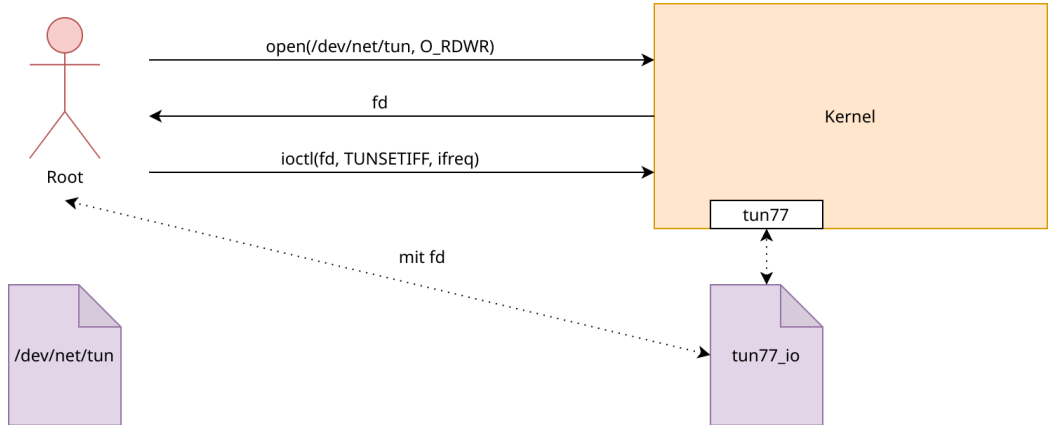 open(/dev/net/tun, O_RDWR)
fd
Kernel
ioctl(fd, TUNSETIFF, ifreq)
Root
tun77
mit fd
/dev/net/tun
tun77_io